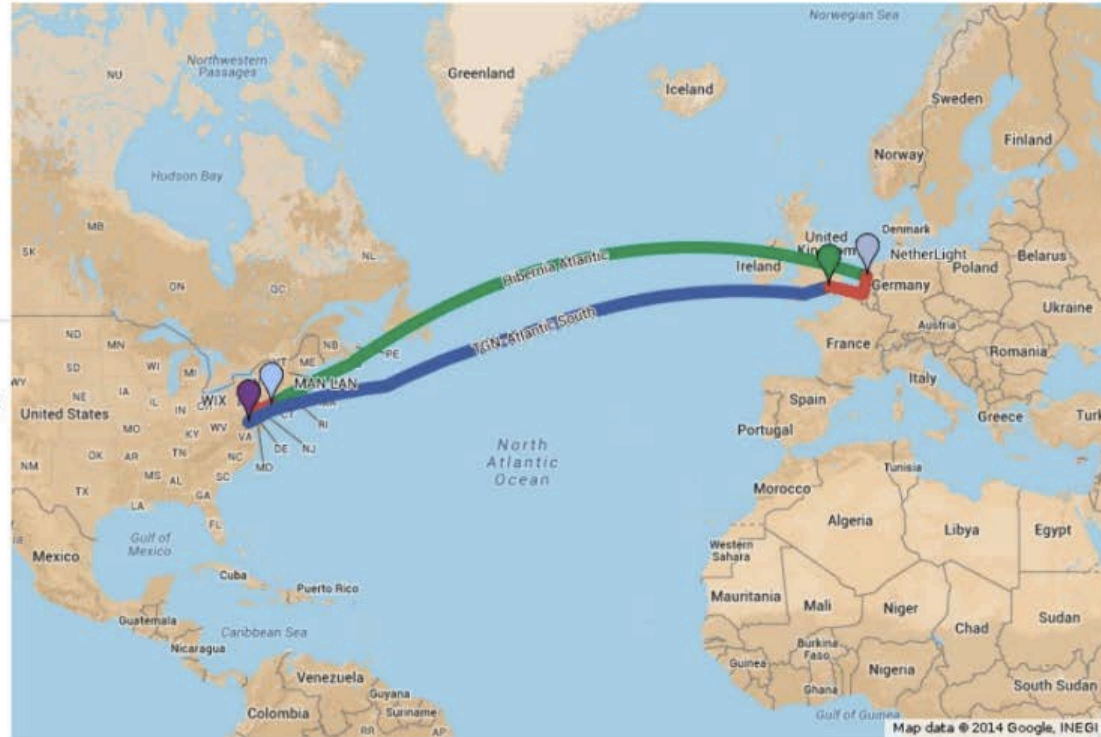 Norwegian Sea
Northwestern
Passages
NU
Greenland
Iceland
Sweden
Finland
Norway
Hudson Bay
MB
SK
NL
ON
QC
Denmark
United
Kingdom
NetherLight
Ireland
Poland
Belarus
Germany
Ukraine
Hibernia Atlantic
TGN Atlantic South
Austria
France
Romania
NB
PE
ME
VT
ND
MN
SD
WI
MI
WY
MAN LAN
WIX
Italy
Spain
Portugal
Greece
Turk
NE
IA
IL
IN
OH
CT
RI
United States
MO
KY
WV
VA
DE
NJ
MD
OK
AR
TN
NC
NM
MS
AL
SC
GA
TX
LA
FL
North
Atlantic
Ocean
Tunisia
Morocco
Algeria
Libya
Egypt
Western
Sahara
Gulf of
Mexico
Mexico
Cuba
Puerto Rico
Mauritania
Mali
Niger
Chad
Sudan
Guatemala
Caribbean Sea
Nicaragua
Burkina
Faso
Guinea
Nigeria
Ghana
South Sudan
Venezuela
Guyana
Suriname
Colombia
RR
AP
Gulf of Guinea
Map data © 2014 Google, INEGI